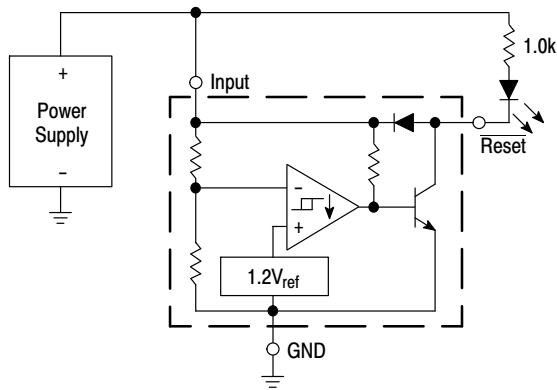 1.0k
Input
+
Power
Supply
-
Reset
-
+
1.2Vref
GND